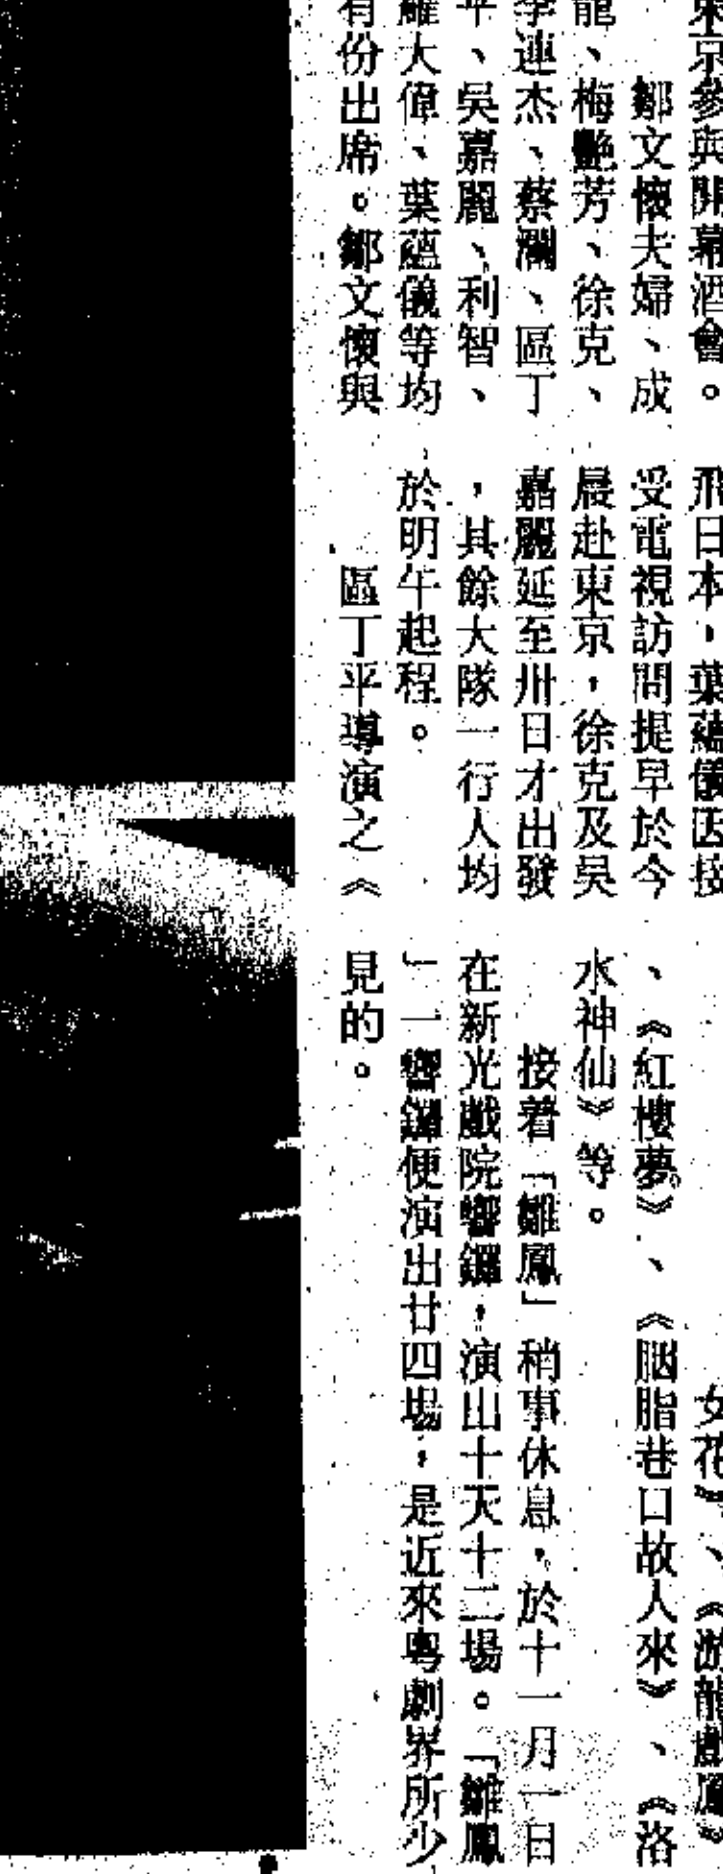 東京參與開幕酒會。
鄒文懷夫婦、成
龍、梅艷芳、徐克、
李連杰、蔡瀾、區丁
平、吳嘉麗、利智、
羅大偉、葉蘊儀等均
有份出席。鄒文懷與
飛日本，葉蘊儀因接
受電視訪問提早於今
晨赴東京，徐克及吳
嘉麗延至卅日才出發
，其餘大隊一行人均
於明午起程。
區丁平導演之《
女花》、《游龍戲鳳》
、《紅樓夢》、《胭脂巷口故人來》、《洛
水神仙》等。
接着「雛鳳」稍事休息，於十一月一日
在新光戲院響鑼，演出十天十二場。「雛鳳
」一響鑼便演出廿四場，是近來粵劇界所少
見的。